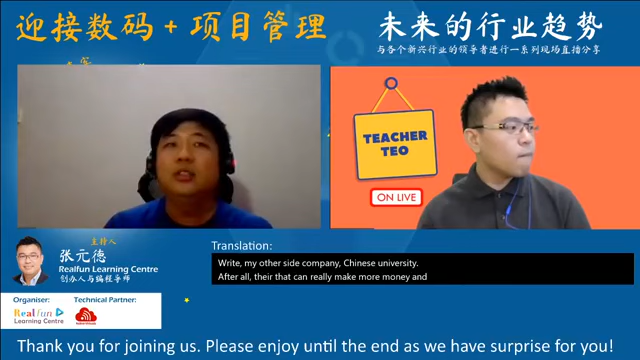 迎接数码 + 项目管理
未来的行业趋势
与各个新兴行业的领导者进行一系列现场直播分享
TEACHER
TEO
ON LIVE
主持人
张元德
Realfun Learning Centre
创办人与编程导师
Translation:
Write, my other side company, Chinese university.
After all, their that can really make more money and
Organiser:
Technical Partner:
Realfun
Learning Centre
Thank you for joining us. Please enjoy until the end as we have surprise for you!